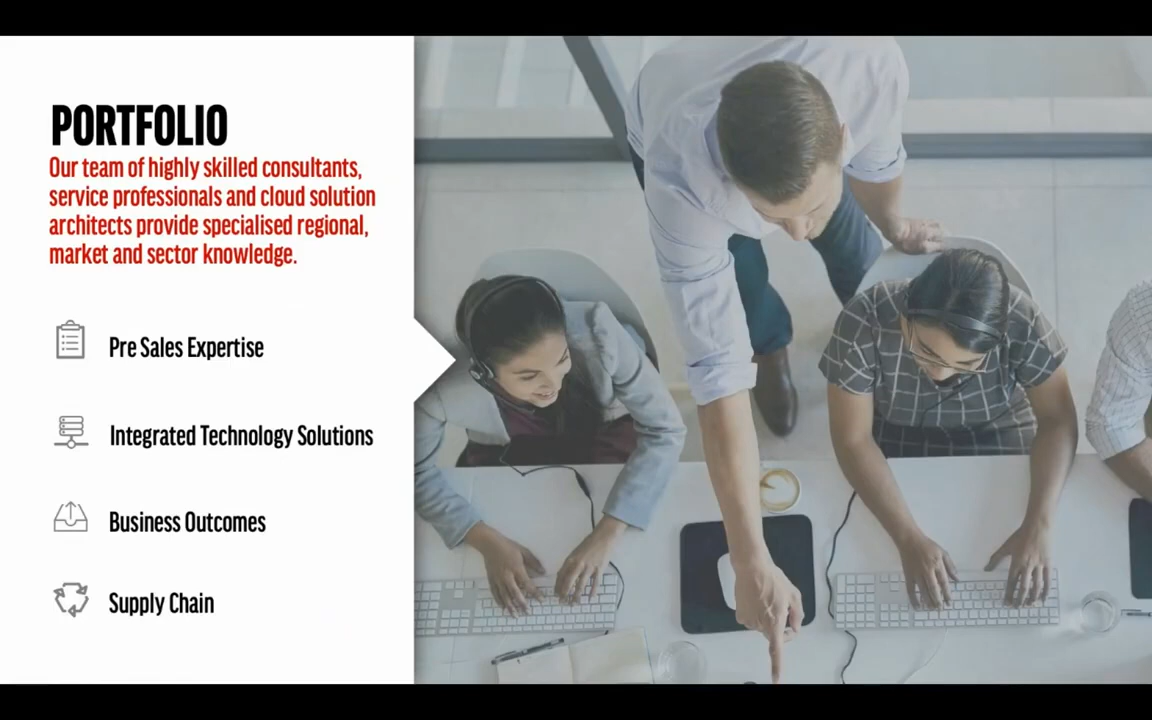 PORTFOLIO
Our team of highly skilled consultants,
service professionals and cloud solution
architects provide specialised regional,
market and sector knowledge.
Pre Sales Expertise
Integrated Technology Solutions
Business Outcomes
Supply Chain